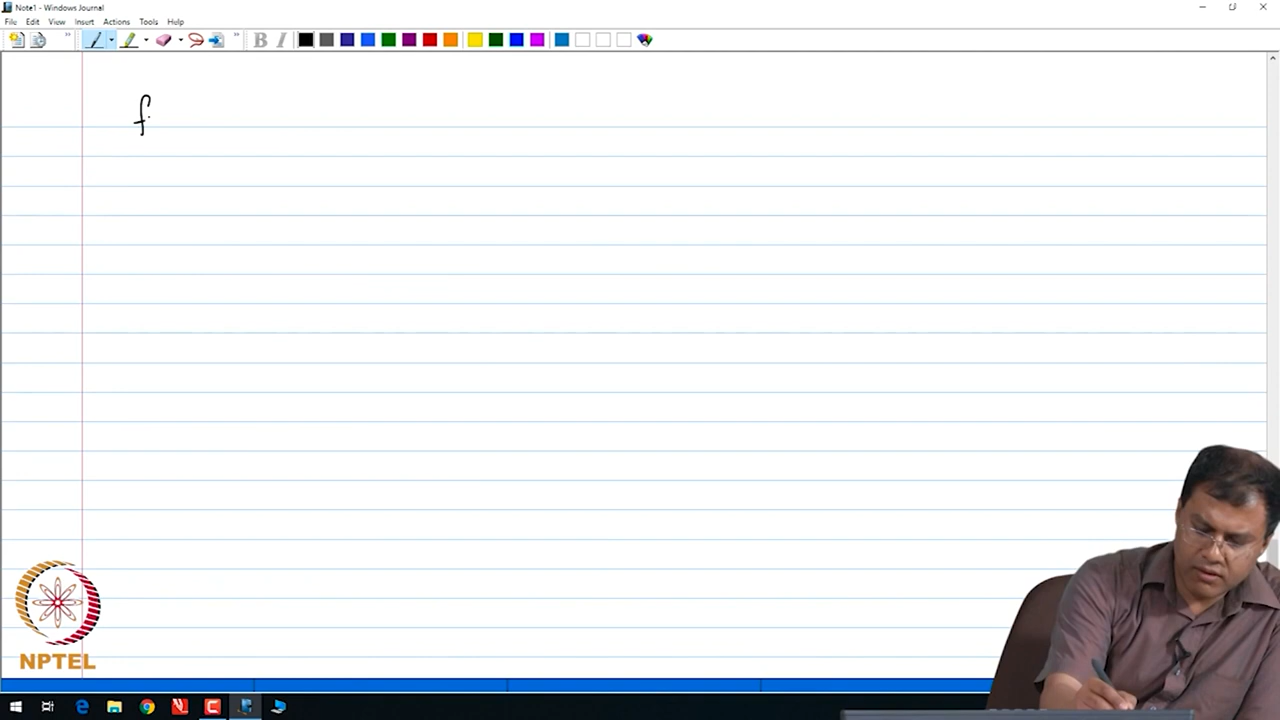 Note1 - Windows Journal
File Edit View Insert Actions Tools Help
B I
f
NPTEL